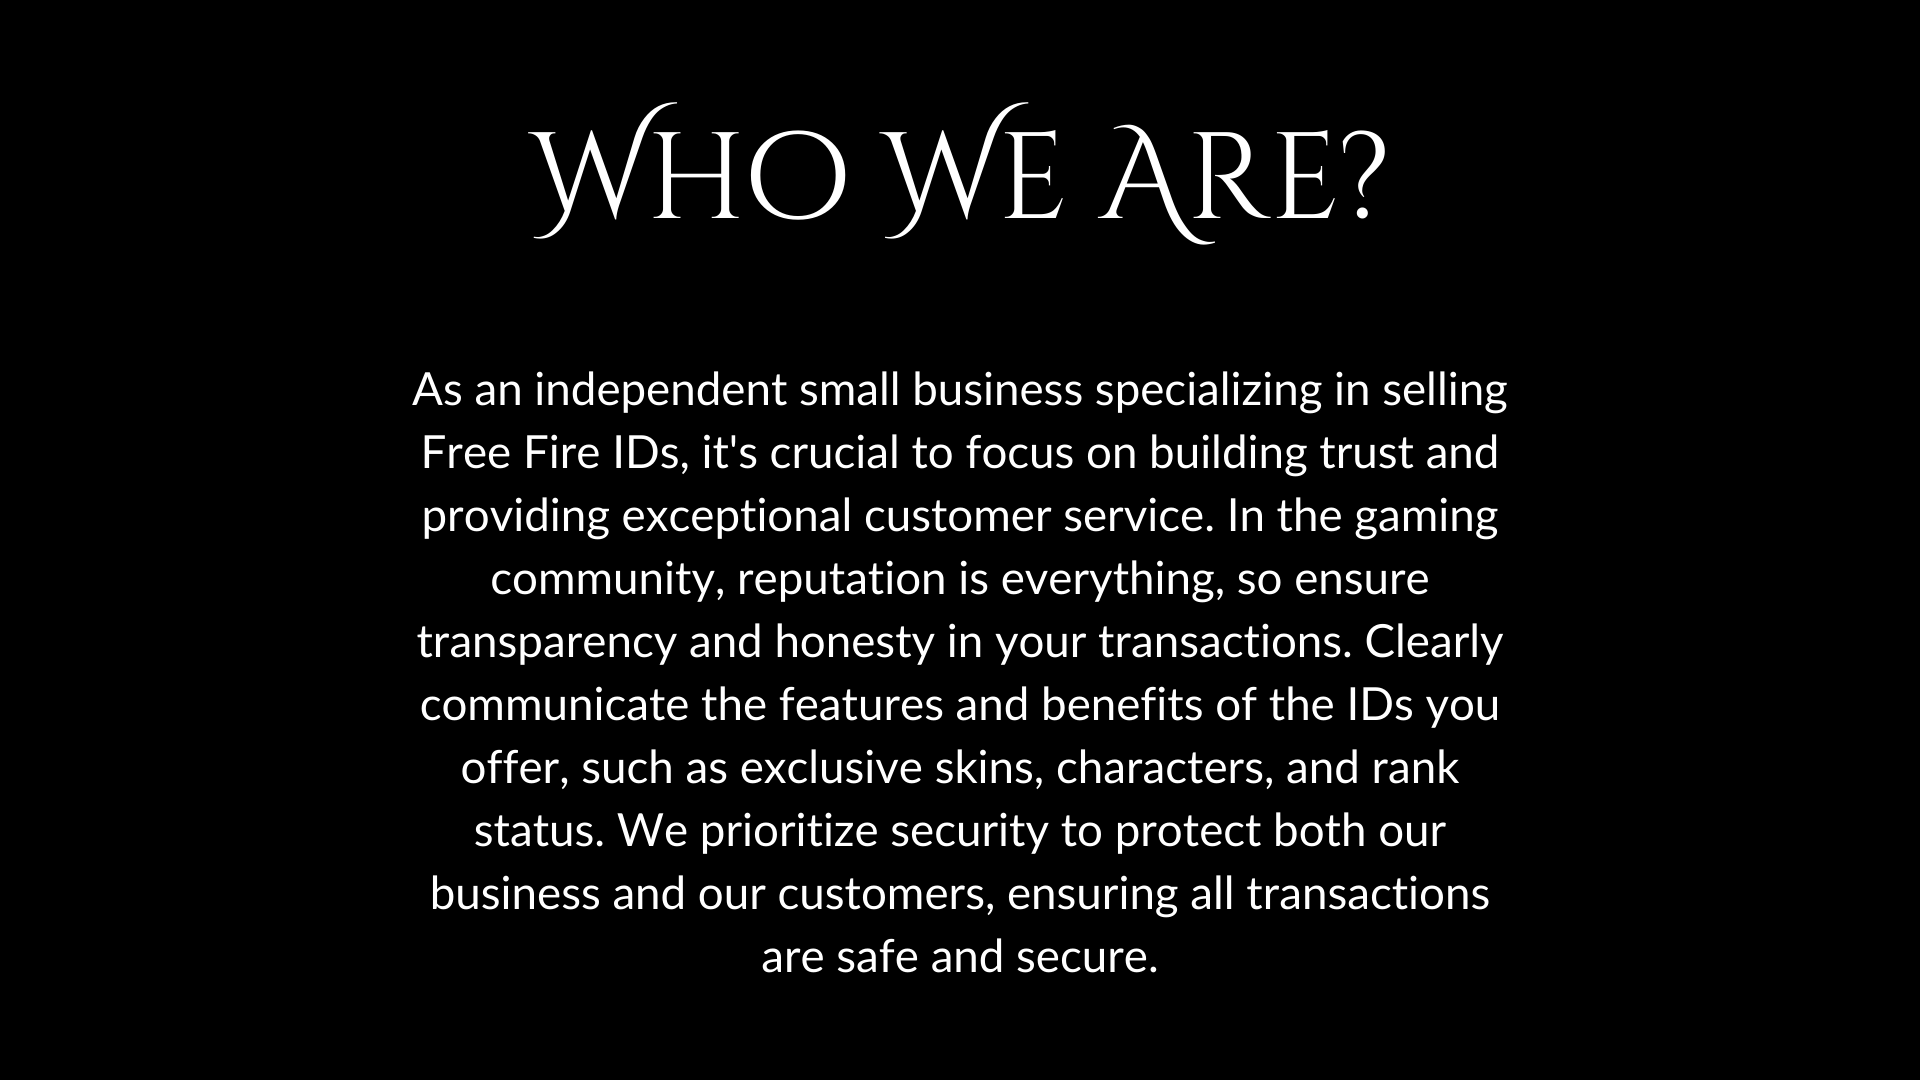 Who We Are?
As an independent small business specializing in selling
Free Fire IDs, it's crucial to focus on building trust and
providing exceptional customer service. In the gaming
community, reputation is everything, so ensure
transparency and honesty in your transactions. Clearly
communicate the features and benefits of the IDs you
offer, such as exclusive skins, characters, and rank
status. We prioritize security to protect both our
business and our customers, ensuring all transactions
are safe and secure.